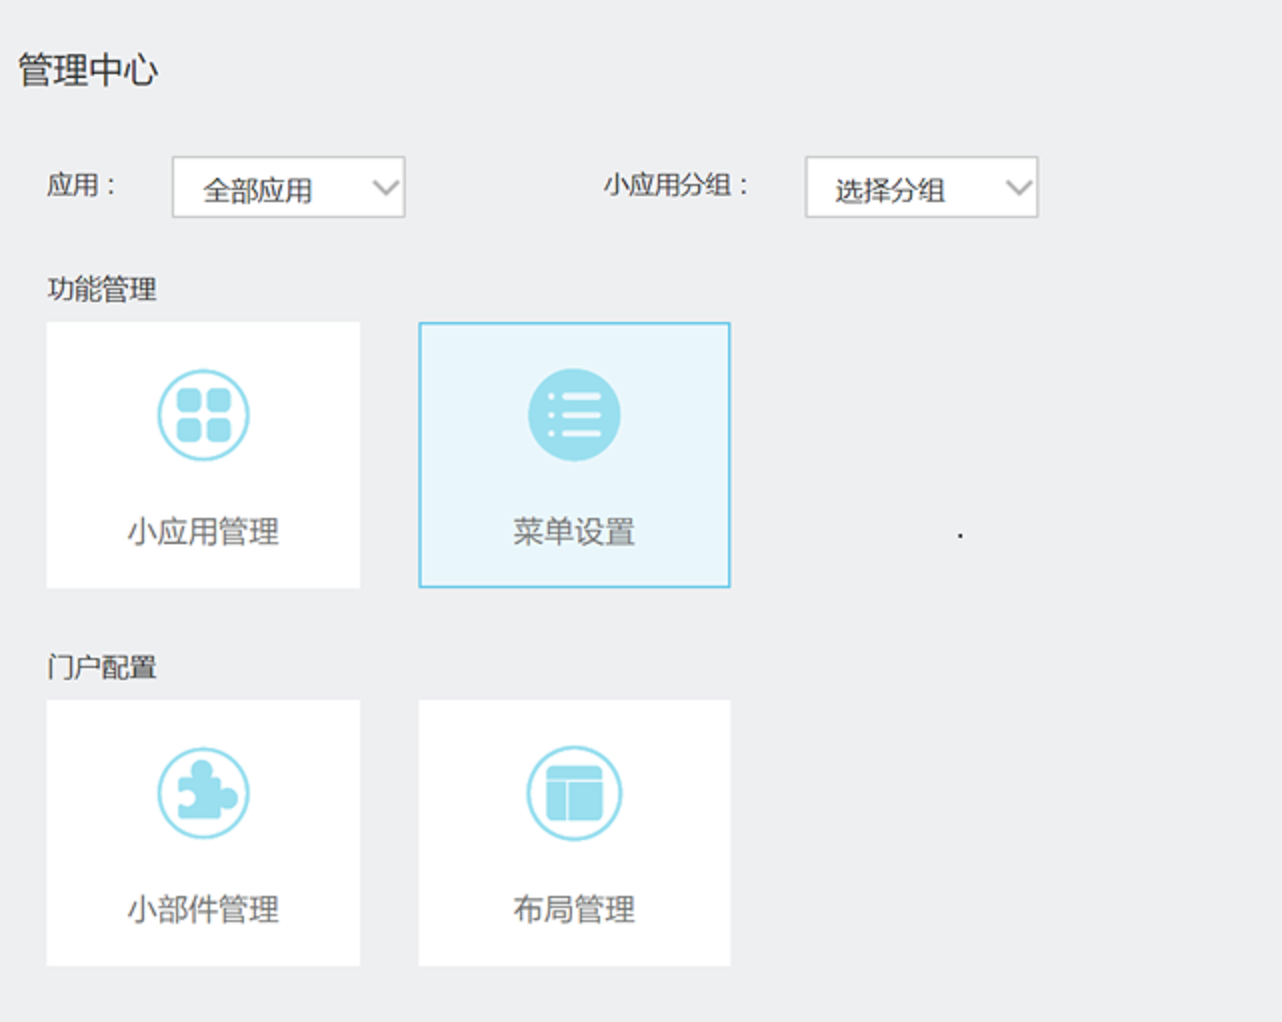 管理中心
应用： 全部应用 小应用分组： 选择分组
功能管理
小应用管理 菜单设置
门户配置
小部件管理 布局管理